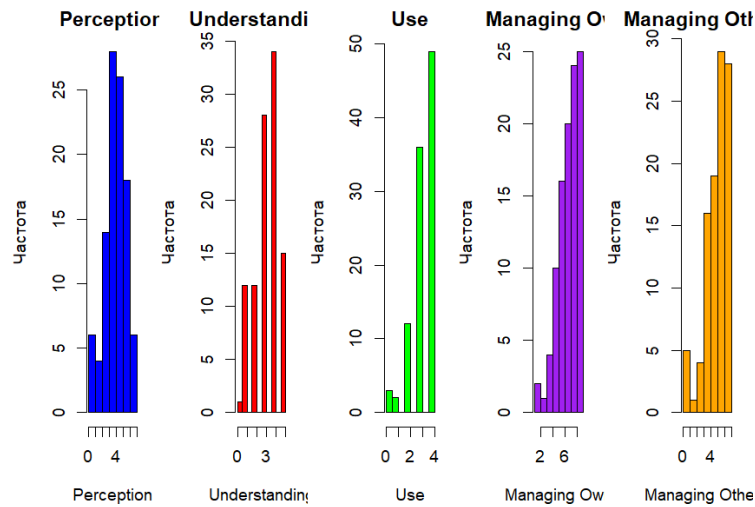 Perception
0 5 10 15 20 25
Частота
0 4
Perception
Understandi
0 5 10 15 20 25 30 35
Частота
0 3
Understanding
Use
0 10 20 30 40 50
Частота
0 2 4
Use
Managing Ow
0 5 10 15 20 25
Частота
2 6
Managing Ow
Managing Oth
0 5 10 15 20 25 30
Частота
0 4
Managing Othe